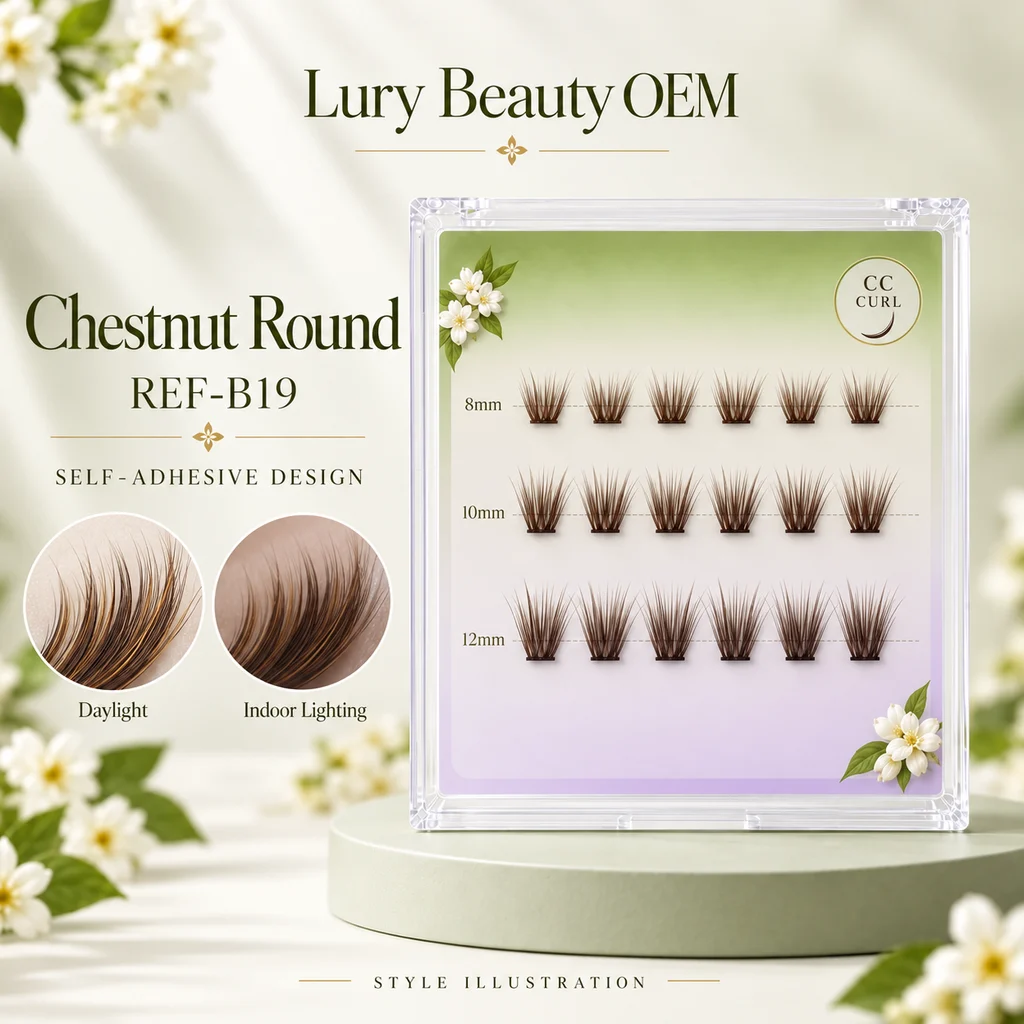 Lury Beauty OEM
Chestnut Round
REF-B19
SELF-ADHESIVE DESIGN
Daylight
Indoor Lighting
CC
CURL
8mm
10mm
12mm
STYLE ILLUSTRATION